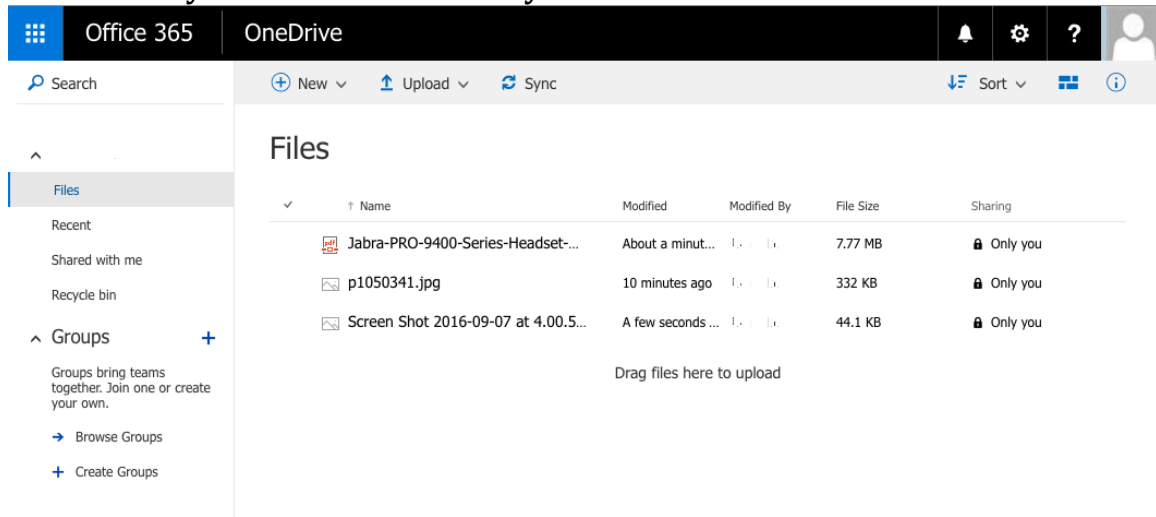 Office 365 OneDrive ?
Search New Upload Sync Sort
Files
Files
Recent
Shared with me
Recycle bin
Groups +
Groups bring teams
together. Join one or create
your own.
Browse Groups
+ Create Groups
Name Modified Modified By File Size Sharing
pdf Jabra-PRO-9400-Series-Headset-... About a minut... 7.77 MB Only you
p1050341.jpg 10 minutes ago 332 KB Only you
Screen Shot 2016-09-07 at 4.00.5... A few seconds ... 44.1 KB Only you
Drag files here to upload